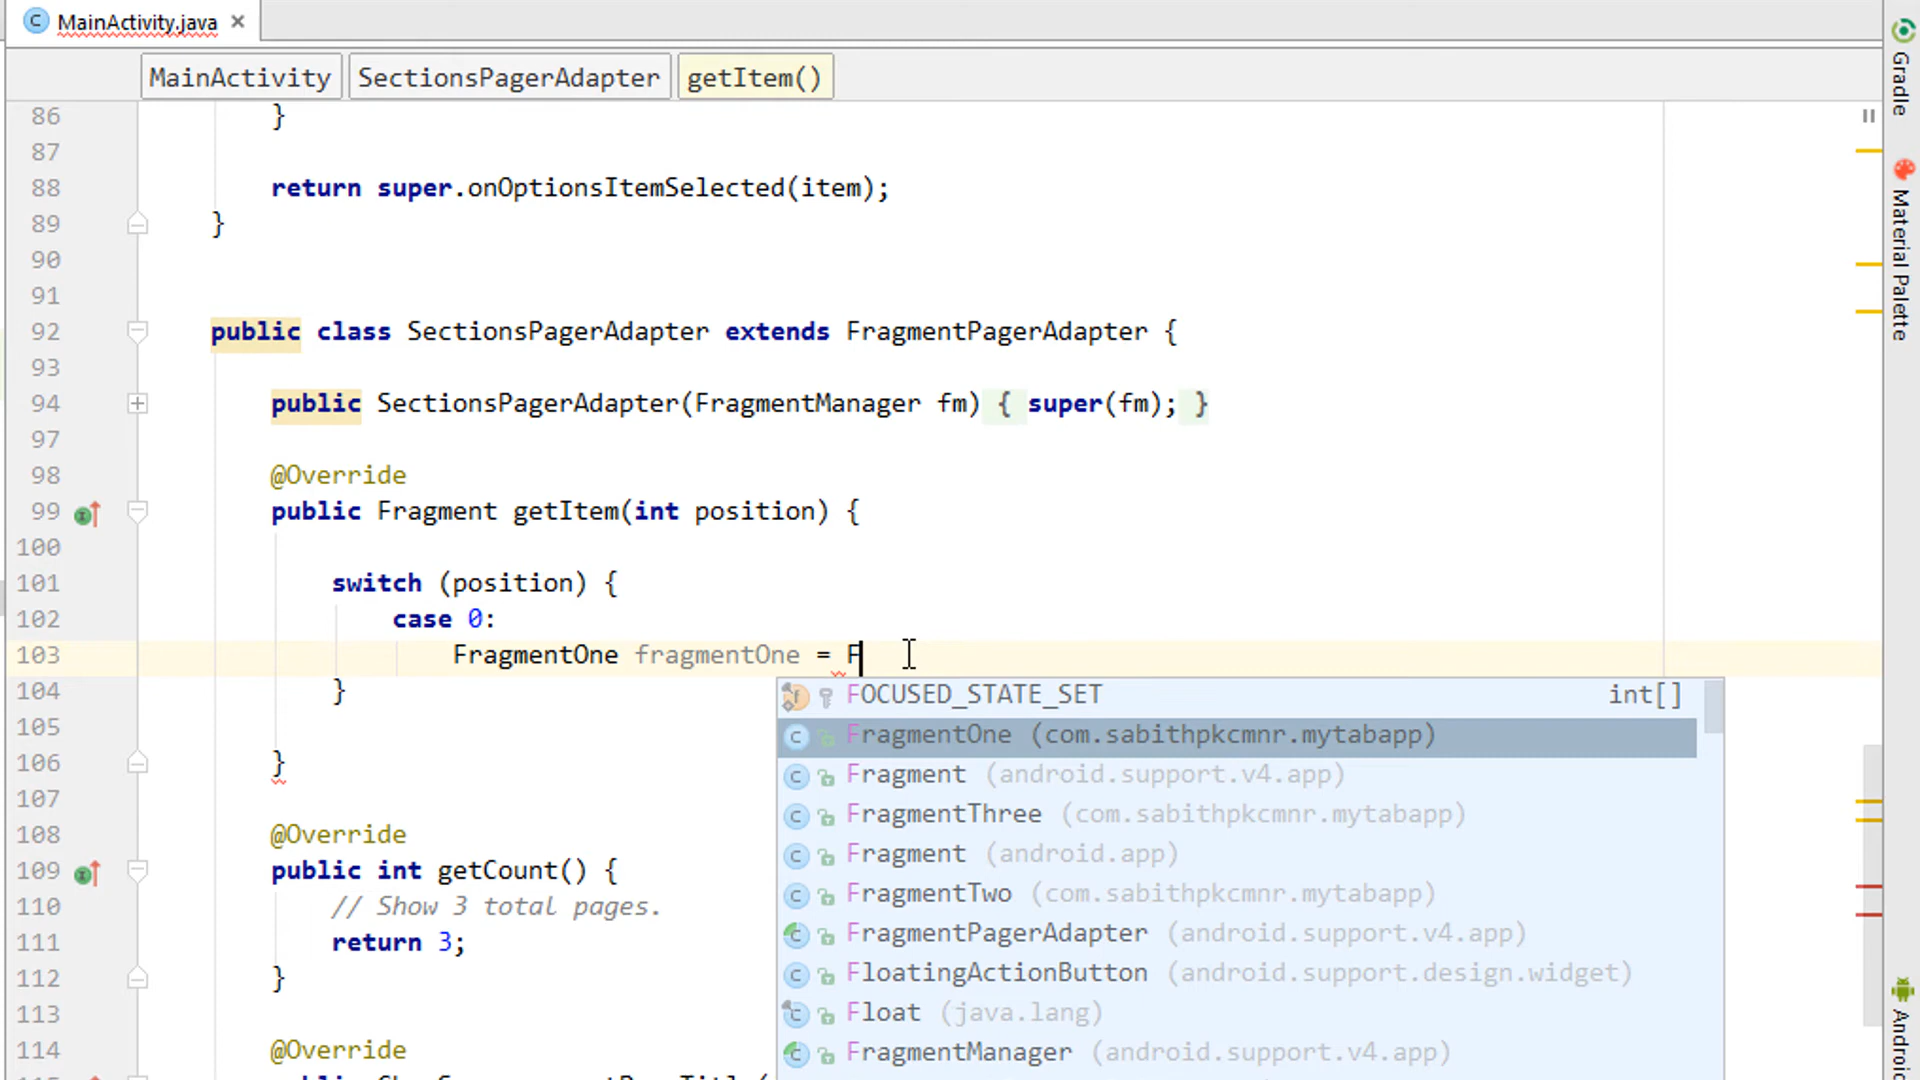 MainActivity.java
MainActivity SectionsPagerAdapter getItem()
86 }
87
88 return super.onOptionsItemSelected(item);
89 }
90
91
92 public class SectionsPagerAdapter extends FragmentPagerAdapter {
93
94 public SectionsPagerAdapter(FragmentManager fm) { super(fm); }
97
98 @Override
99 public Fragment getItem(int position) {
100
101 switch (position) {
102 case 0:
103 FragmentOne fragmentOne = F
104 }
105
106 }
107
108 @Override
109 public int getCount() {
110 // Show 3 total pages.
111 return 3;
112 }
113
114 @Override
FOCUSED_STATE_SET int[]
FragmentOne (com.sabithpkcmnr.mytabapp)
Fragment (android.support.v4.app)
FragmentThree (com.sabithpkcmnr.mytabapp)
Fragment (android.app)
FragmentTwo (com.sabithpkcmnr.mytabapp)
FragmentPagerAdapter (android.support.v4.app)
FloatingActionButton (android.support.design.widget)
Float (java.lang)
FragmentManager (android.support.v4.app)
Gradle
Material Palette